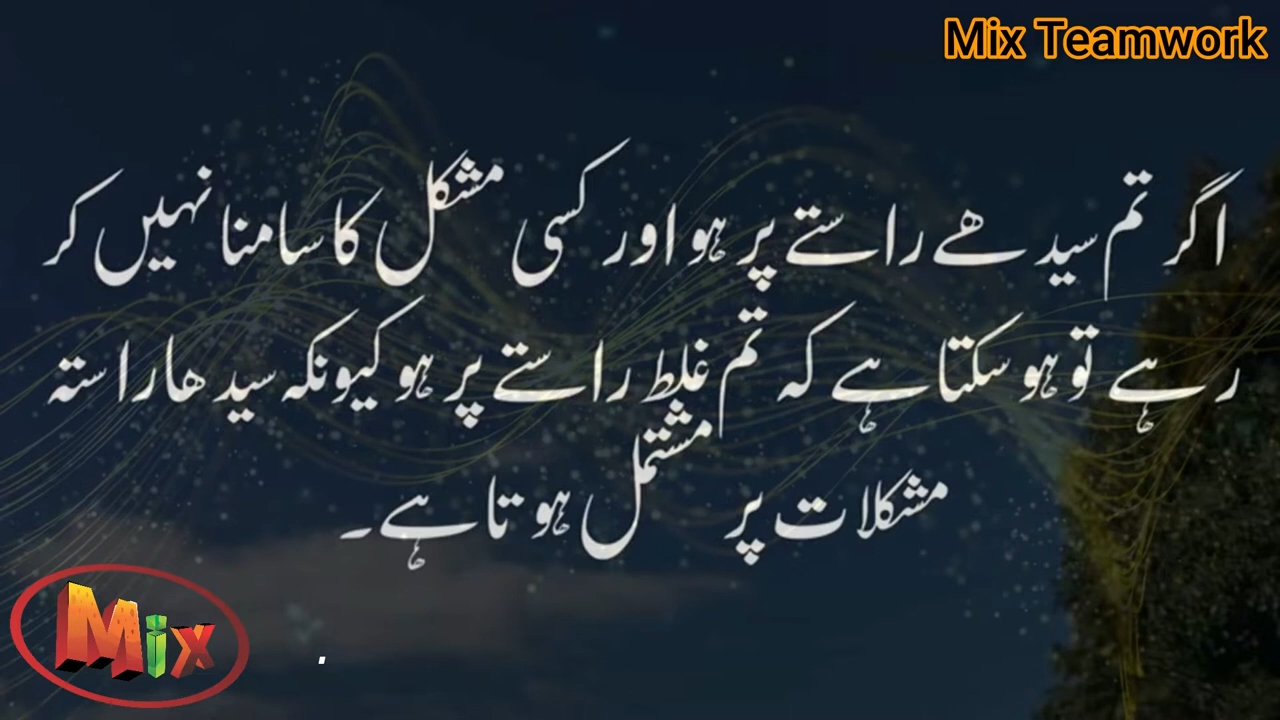 Mix Teamwork
اگر تم سیدھے راستے پر ہو اور کسی مشکل کا سامنا نہیں کر
رہے تو ہو سکتا ہے کہ تم غلط راستے پر ہو کیونکہ سیدھا راستہ
مشکلات پر مشتمل ہوتا ہے۔
Mix
.